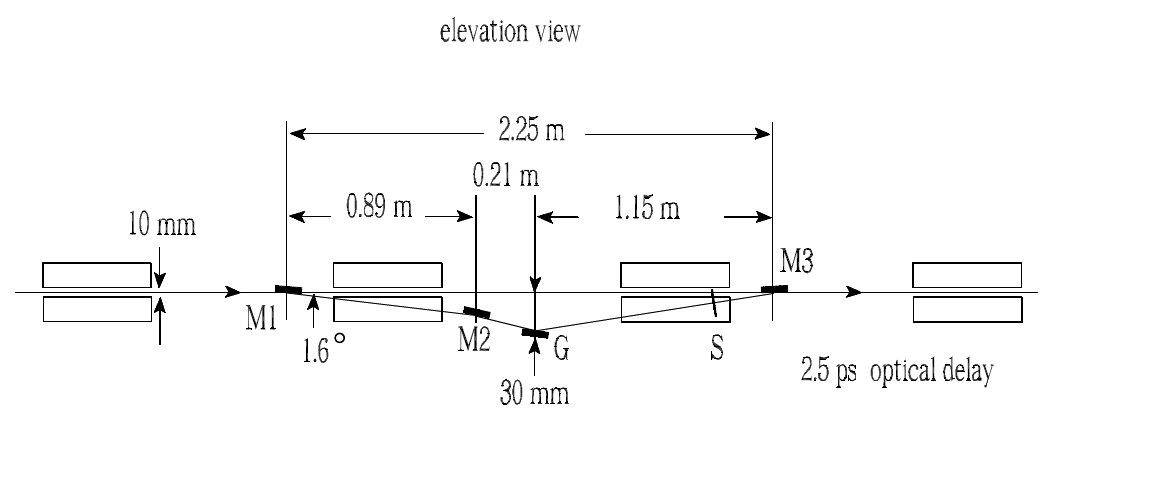 elevation view
2.25 m
0.21 m
0.89 m
1.15 m
10 mm
M3
M1
M2
G
S
1.6°
2.5 ps optical delay
30 mm